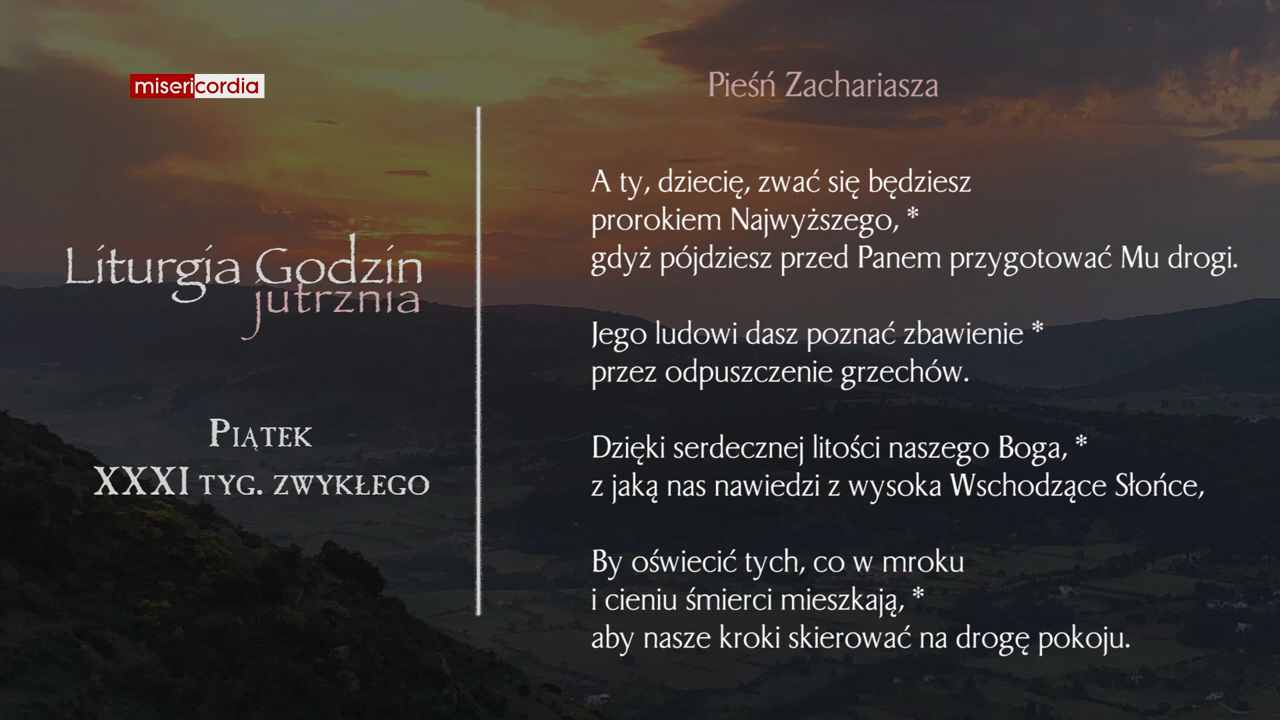 misericordia
Liturgia Godzin
jutrznia
Piątek
XXXI tyg. zwykłego
Pieśń Zachariasza
A ty, dziecię, zwać się będziesz
prorokiem Najwyższego, *
gdyż pójdziesz przed Panem przygotować Mu drogi.
Jego ludowi dasz poznać zbawienie *
przez odpuszczenie grzechów.
Dzięki serdecznej litości naszego Boga, *
z jaką nas nawiedzi z wysoka Wschodzące Słońce,
By oświecić tych, co w mroku
i cieniu śmierci mieszkają, *
aby nasze kroki skierować na drogę pokoju.